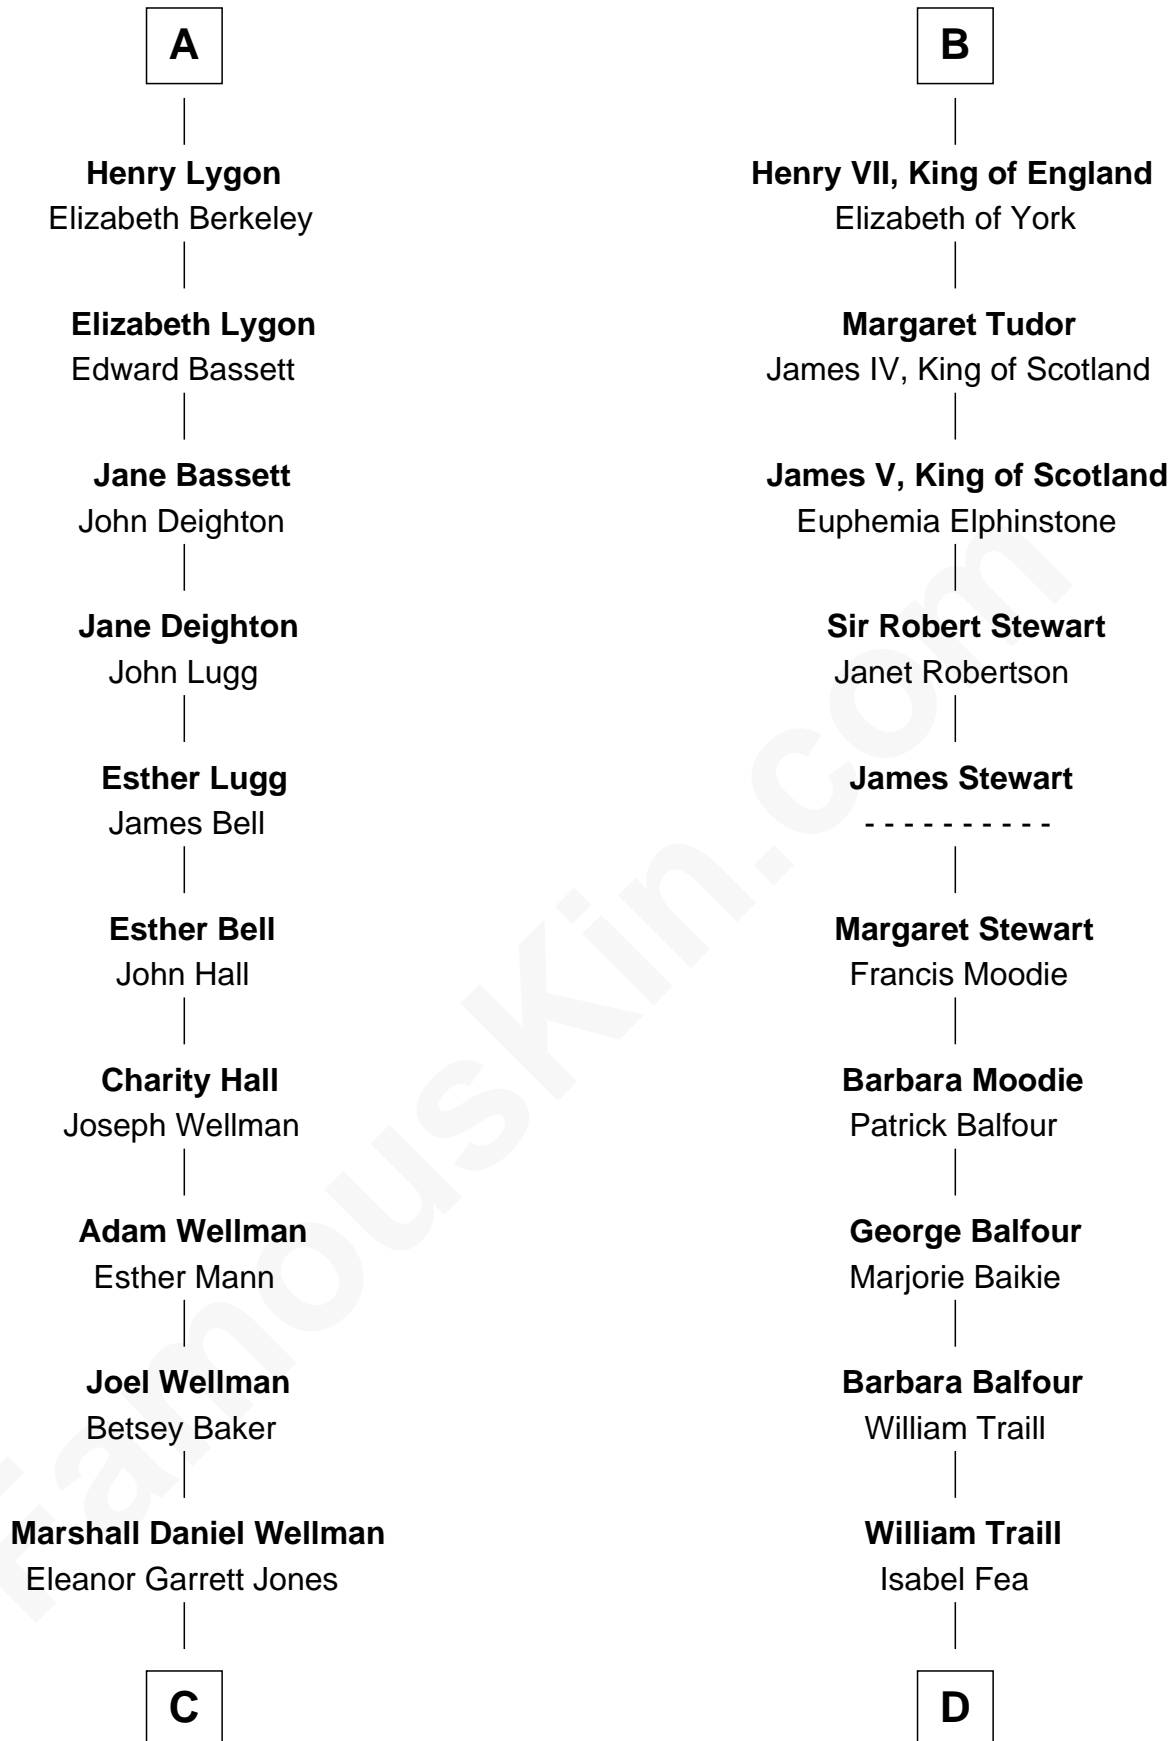 A
Henry Lygon
Elizabeth Berkeley
Elizabeth Lygon
Edward Bassett
Jane Bassett
John Deighton
Jane Deighton
John Lugg
Esther Lugg
James Bell
Esther Bell
John Hall
Charity Hall
Joseph Wellman
Adam Wellman
Esther Mann
Joel Wellman
Betsey Baker
Marshall Daniel Wellman
Eleanor Garrett Jones
C
B
Henry VII, King of England
Elizabeth of York
Margaret Tudor
James IV, King of Scotland
James V, King of Scotland
Euphemia Elphinstone
Sir Robert Stewart
Janet Robertson
James Stewart
- - - - - - - - - -
Margaret Stewart
Francis Moodie
Barbara Moodie
Patrick Balfour
George Balfour
Marjorie Baikie
Barbara Balfour
William Traill
William Traill
Isabel Fea
D
FamousKin.com